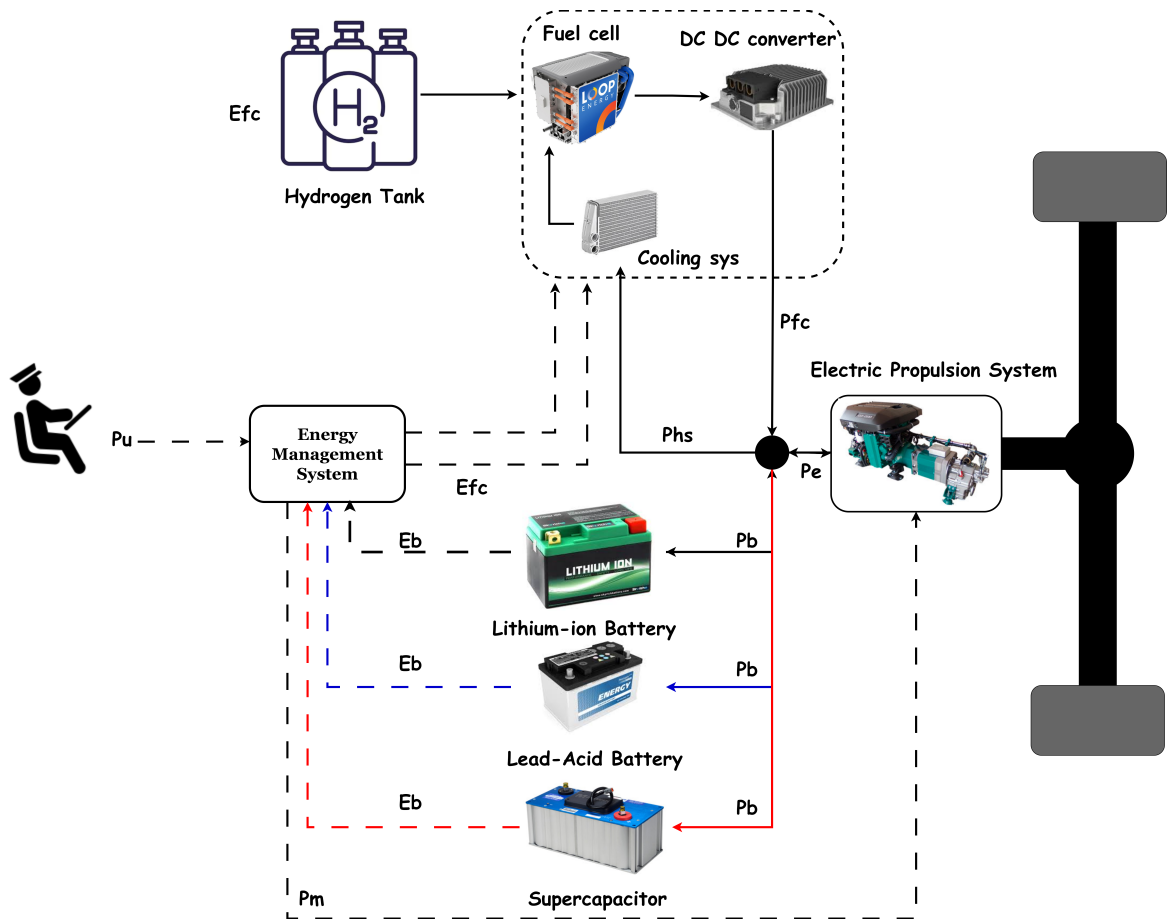 Fuel cell
DC DC converter
LOOP
ENERGY
Efc
H2
Hydrogen Tank
Cooling sys
Pfc
Electric Propulsion System
Pu
Energy
Management
System
Phs
Pe
Efc
Eb
LITHIUM ION
Pb
Lithium-ion Battery
Eb
ENERGY
Pb
Lead-Acid Battery
Eb
Pb
Pm
Supercapacitor